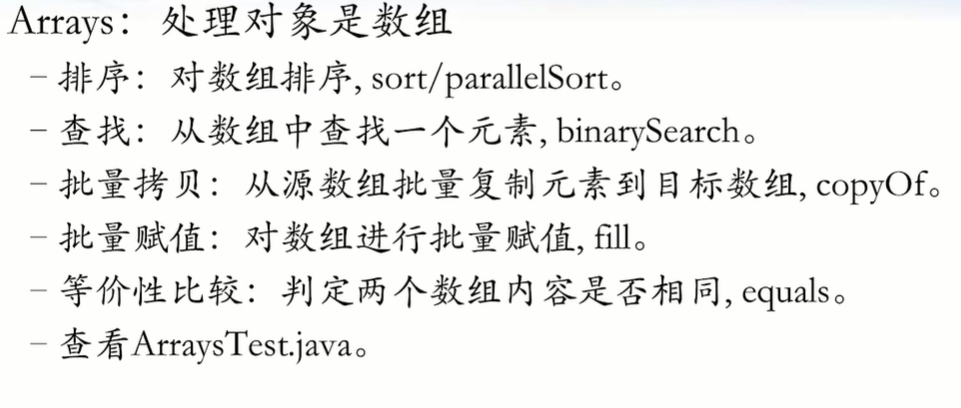 Arrays：处理对象是数组
– 排序：对数组排序, sort/parallelSort。
– 查找：从数组中查找一个元素, binarySearch。
– 批量拷贝：从源数组批量复制元素到目标数组, copyOf。
– 批量赋值：对数组进行批量赋值, fill。
– 等价性比较：判定两个数组内容是否相同, equals。
– 查看ArraysTest.java。